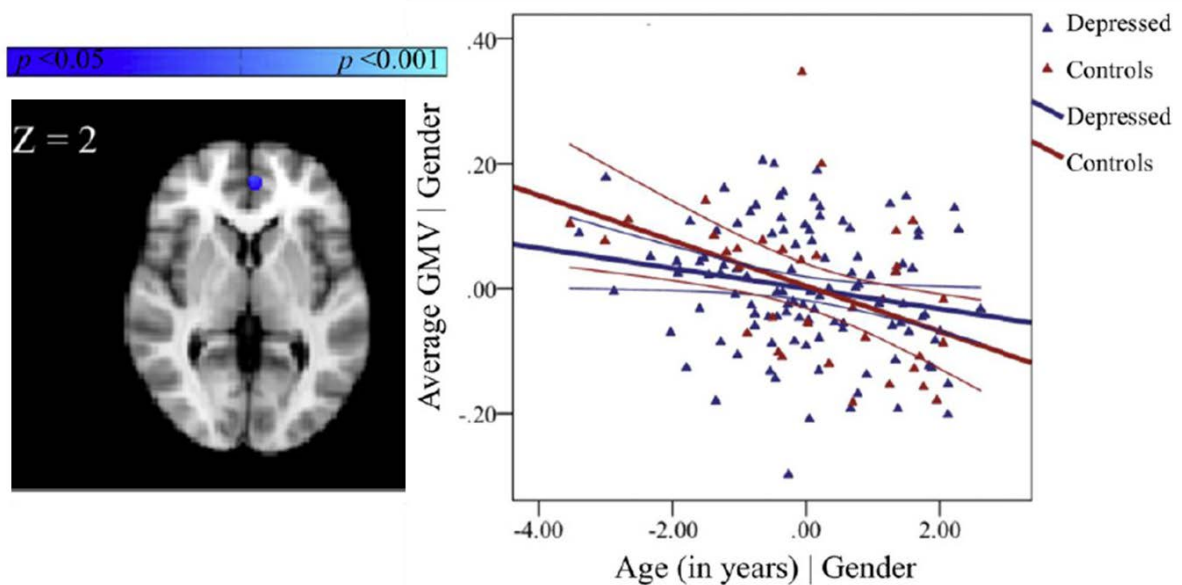 p <0.05 p <0.001
Z = 2
Average GMV | Gender
.40
.20
.00
-.20
-4.00 -2.00 .00 2.00
Age (in years) | Gender
Depressed
Controls
Depressed
Controls